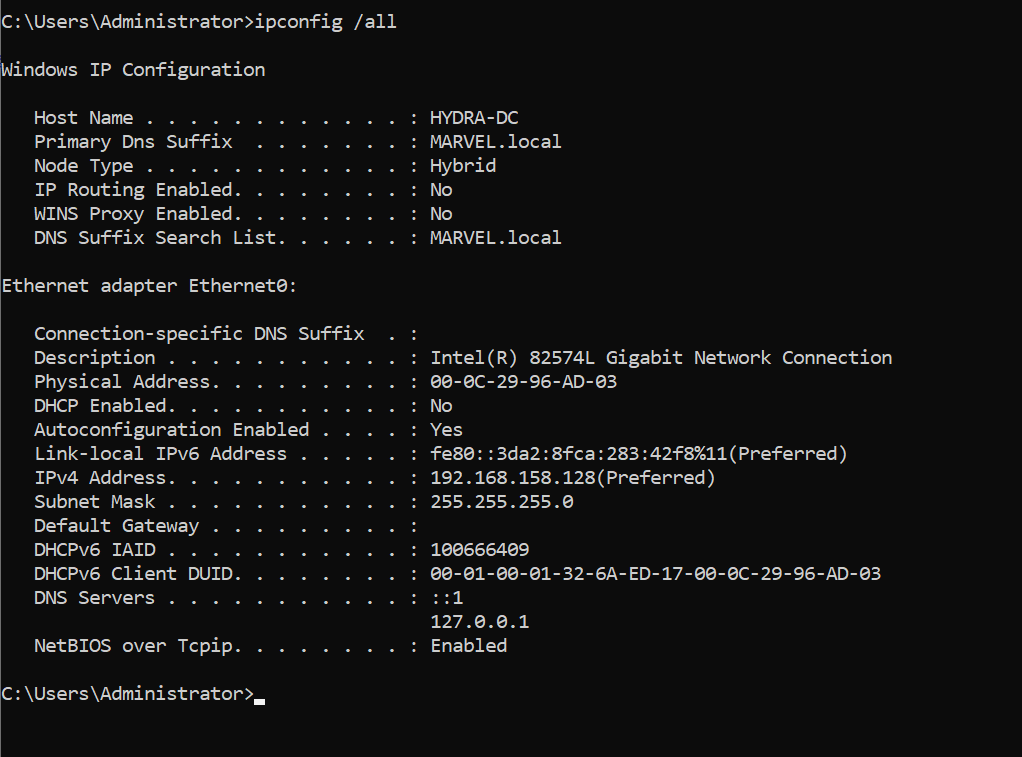 C:\Users\Administrator>ipconfig /all
Windows IP Configuration
Host Name . . . . . . . . . . . . : HYDRA-DC
Primary Dns Suffix  . . . . . . . : MARVEL.local
Node Type . . . . . . . . . . . . : Hybrid
IP Routing Enabled. . . . . . . . : No
WINS Proxy Enabled. . . . . . . . : No
DNS Suffix Search List. . . . . . : MARVEL.local
Ethernet adapter Ethernet0:
Connection-specific DNS Suffix  . :
Description . . . . . . . . . . . : Intel(R) 82574L Gigabit Network Connection
Physical Address. . . . . . . . . : 00-0C-29-96-AD-03
DHCP Enabled. . . . . . . . . . . : No
Autoconfiguration Enabled . . . . : Yes
Link-local IPv6 Address . . . . . : fe80::3da2:8fca:283:42f8%11(Preferred)
IPv4 Address. . . . . . . . . . . : 192.168.158.128(Preferred)
Subnet Mask . . . . . . . . . . . : 255.255.255.0
Default Gateway . . . . . . . . . :
DHCPv6 IAID . . . . . . . . . . . : 100666409
DHCPv6 Client DUID. . . . . . . . : 00-01-00-01-32-6A-ED-17-00-0C-29-96-AD-03
DNS Servers . . . . . . . . . . . : ::1
127.0.0.1
NetBIOS over Tcpip. . . . . . . . : Enabled
C:\Users\Administrator>